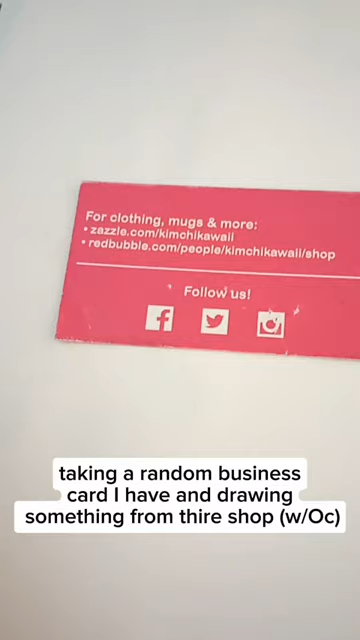 For clothing, mugs & more:
• zazzle.com/kimchikawaii
• redbubble.com/people/kimchikawaii/shop
Follow us!
taking a random business
card I have and drawing
something from thire shop (w/Oc)